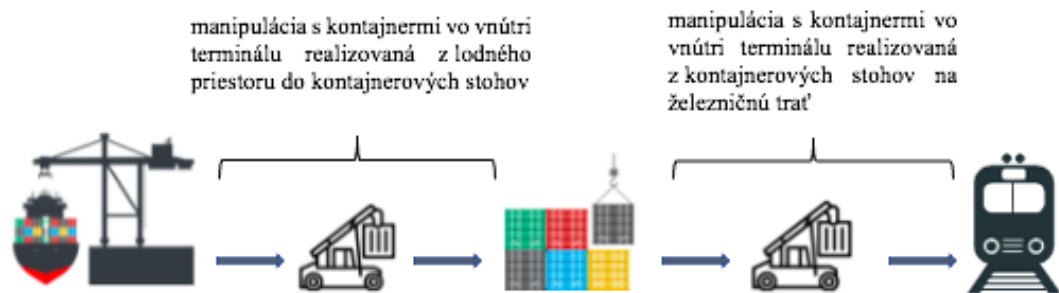 manipulácia s kontajnermi vo vnútri
terminálu realizovaná z lodného
priestoru do kontajnerových stohov
manipulácia s kontajnermi vo
vnútri terminálu realizovaná
z kontajnerových stohov na
železničnú trať